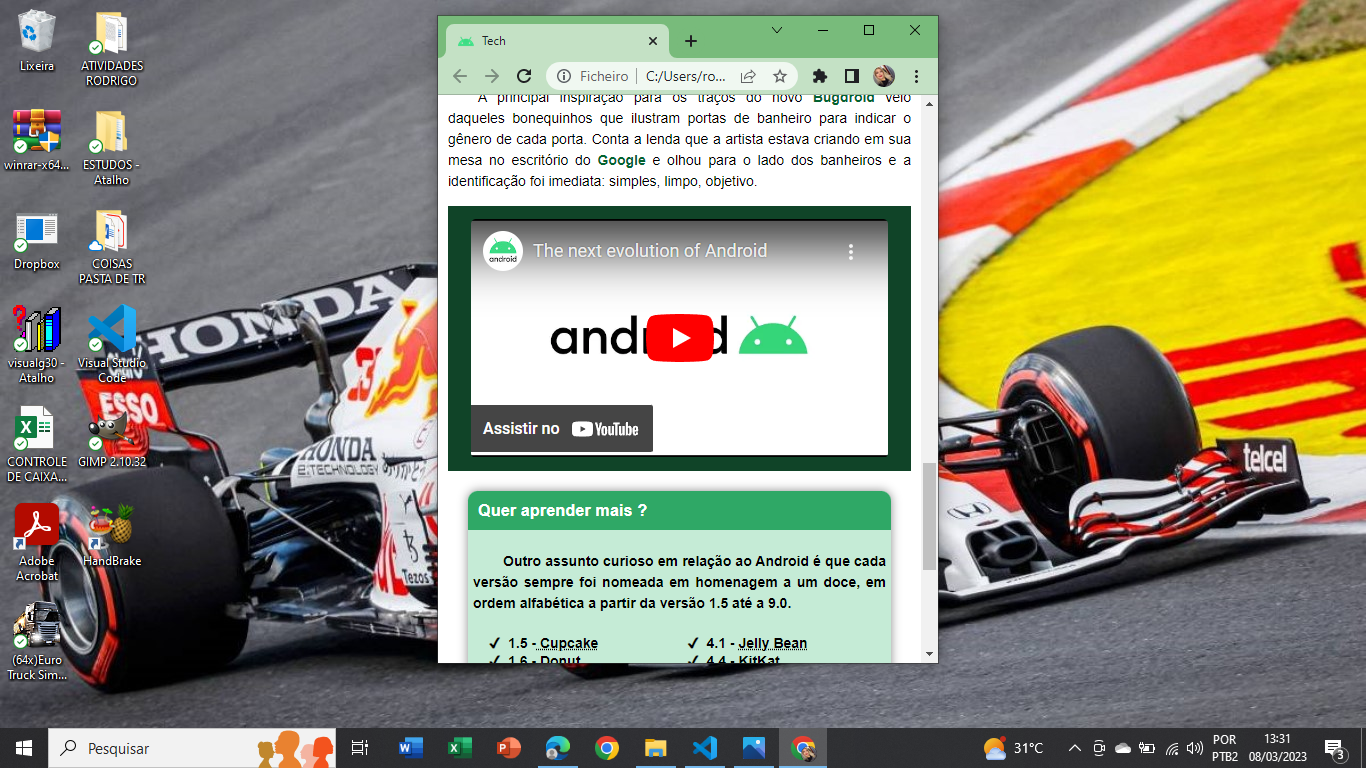 Lixeira
ATIVIDADES
RODRIGO
winrar-x64...
ESTUDOS -
Atalho
Dropbox
COISAS
PASTA DE TR
visualg30 -
Atalho
Visual Studio
Code
CONTROLE
DE CAIXA...
GIMP 2.10.32
Adobe
Acrobat
HandBrake
(64x)Euro
Truck Sim...
HONDA
ESSO
33
HONDA
TECHNOLOGY
Tezos
telcel
Tech
Ficheiro
C:/Users/ro...
A principal inspiração para os traços do novo Bugdroid veio
daqueles bonequinhos que ilustram portas de banheiro para indicar o
gênero de cada porta. Conta a lenda que a artista estava criando em sua
mesa no escritório do Google e olhou para o lado dos banheiros e a
identificação foi imediata: simples, limpo, objetivo.
android
The next evolution of Android
android
Assistir no YouTube
Quer aprender mais ?
Outro assunto curioso em relação ao Android é que cada
versão sempre foi nomeada em homenagem a um doce, em
ordem alfabética a partir da versão 1.5 até a 9.0.
✓ 1.5 - Cupcake
✓ 4.1 - Jelly Bean
✓ 1.6 - Donut
✓ 4.4 - KitKat
Pesquisar
31°C
POR
PTB2
13:31
08/03/2023
3